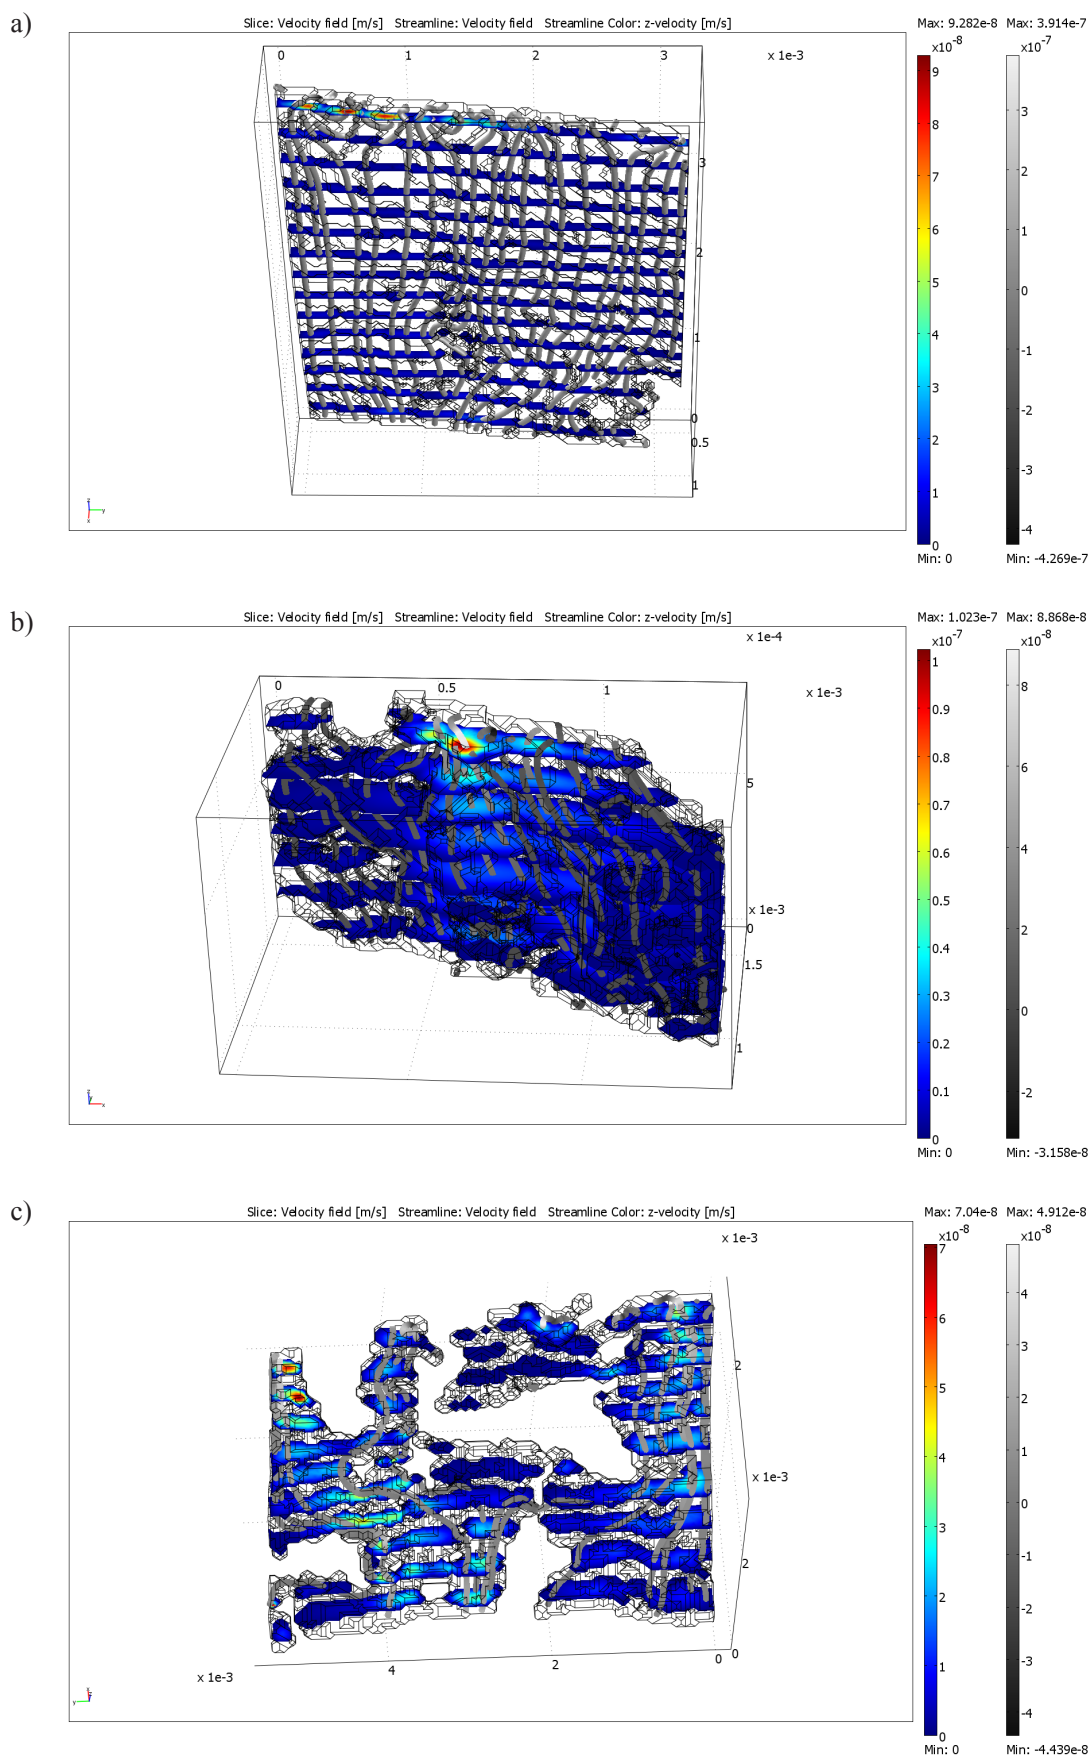 a)
Slice: Velocity field [m/s] Streamline: Velocity field Streamline Color: z-velocity [m/s]
Max: 9.282e-8 Max: 3.914e-7
x10^-8 x10^-7
0 1 2 3 x 1e-3
3
2
1
0
0.5
1
9
8
7
6
5
4
3
2
1
0
3
2
1
0
-1
-2
-3
-4
Min: 0 Min: -4.269e-7
z
y
x
b)
Slice: Velocity field [m/s] Streamline: Velocity field Streamline Color: z-velocity [m/s]
Max: 1.023e-7 Max: 8.868e-8
x10^-7 x10^-8
x 1e-4
0 0.5 1 x 1e-3
5
x 1e-3
0
1.5
1
1
0.9
0.8
0.7
0.6
0.5
0.4
0.3
0.2
0.1
0
8
6
4
2
0
-2
Min: 0 Min: -3.158e-8
z
y
x
c)
Slice: Velocity field [m/s] Streamline: Velocity field Streamline Color: z-velocity [m/s]
Max: 7.04e-8 Max: 4.912e-8
x10^-8 x10^-8
x 1e-3
2
x 1e-3
2
0
x 1e-3 4 2 0
7
6
5
4
3
2
1
0
4
3
2
1
0
-1
-2
-3
-4
Min: 0 Min: -4.439e-8
x
z
y